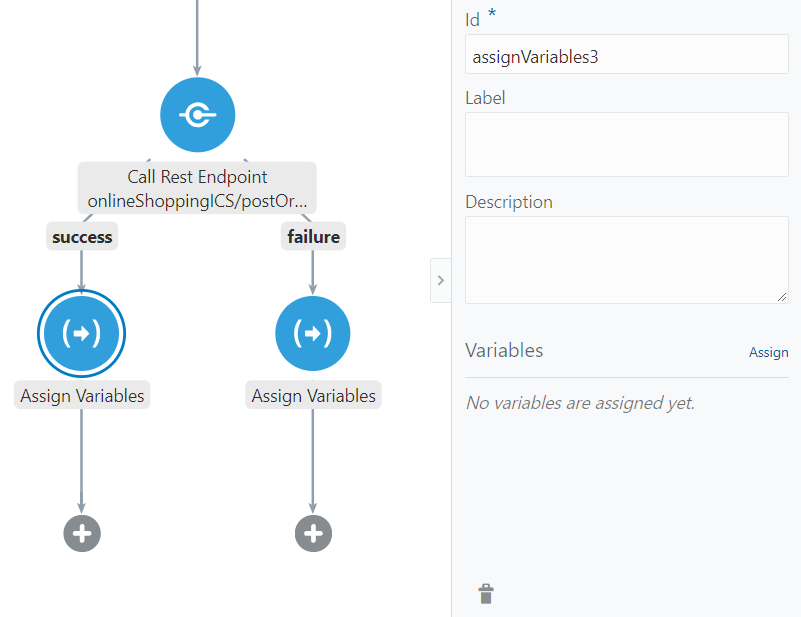 Call Rest Endpoint
onlineShoppingICS/postOr...
success
failure
Assign Variables
Assign Variables
Id *
assignVariables3
Label
Description
Variables
Assign
No variables are assigned yet.